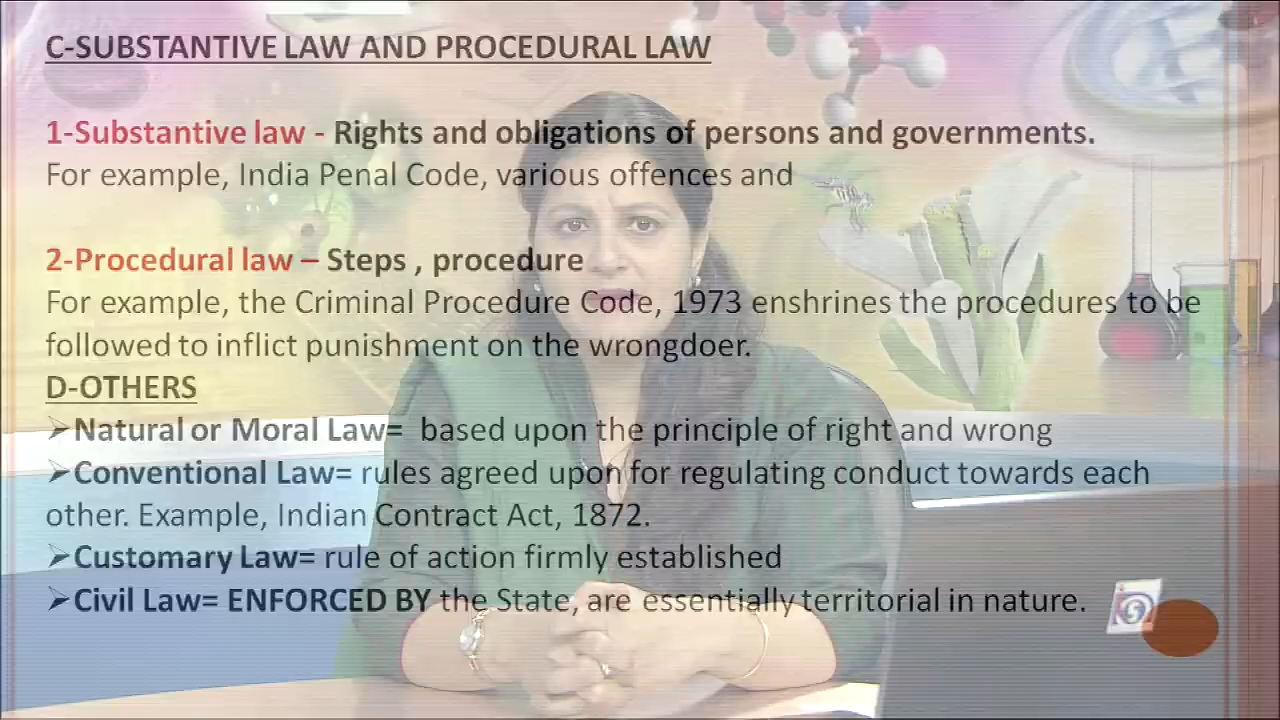 C-SUBSTANTIVE LAW AND PROCEDURAL LAW
1-Substantive law - Rights and obligations of persons and governments.
For example, India Penal Code, various offences and
2-Procedural law – Steps , procedure
For example, the Criminal Procedure Code, 1973 enshrines the procedures to be
followed to inflict punishment on the wrongdoer.
D-OTHERS
➢Natural or Moral Law= based upon the principle of right and wrong
➢Conventional Law= rules agreed upon for regulating conduct towards each
other. Example, Indian Contract Act, 1872.
➢Customary Law= rule of action firmly established
➢Civil Law= ENFORCED BY the State, are essentially territorial in nature.